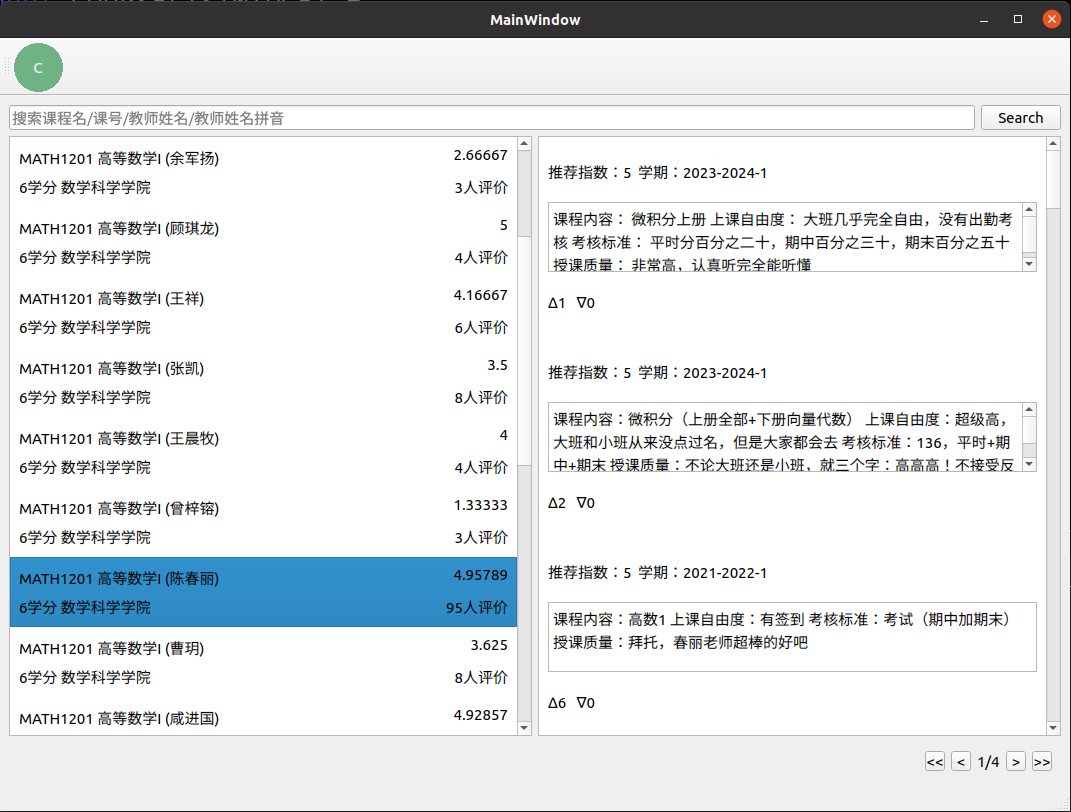 MainWindow
C
搜索课程名/课号/教师姓名/教师姓名拼音
Search
MATH1201 高等数学I (余军扬)
2.66667
6学分 数学科学学院
3人评价
MATH1201 高等数学I (顾琪龙)
5
6学分 数学科学学院
4人评价
MATH1201 高等数学I (王祥)
4.16667
6学分 数学科学学院
6人评价
MATH1201 高等数学I (张凯)
3.5
6学分 数学科学学院
8人评价
MATH1201 高等数学I (王晨牧)
4
6学分 数学科学学院
4人评价
MATH1201 高等数学I (曾梓镕)
1.33333
6学分 数学科学学院
3人评价
MATH1201 高等数学I (陈春丽)
4.95789
6学分 数学科学学院
95人评价
MATH1201 高等数学I (曹玥)
3.625
6学分 数学科学学院
8人评价
MATH1201 高等数学I (咸进国)
4.92857
推荐指数：5 学期：2023-2024-1
课程内容： 微积分上册 上课自由度： 大班几乎完全自由，没有出勤考
核 考核标准： 平时分百分之二十，期中百分之三十，期末百分之五十
授课质量： 非常高，认真听完全能听懂
Δ1 ∇0
推荐指数：5 学期：2023-2024-1
课程内容：微积分（上册全部+下册向量代数） 上课自由度：超级高，
大班和小班从来没点过名，但是大家都会去 考核标准：136，平时+期
中+期末 授课质量：不论大班还是小班，就三个字：高高高！不接受反
Δ2 ∇0
推荐指数：5 学期：2021-2022-1
课程内容：高数1 上课自由度：有签到 考核标准：考试（期中加期末）
授课质量：拜托，春丽老师超棒的好吧
Δ6 ∇0
<< < 1/4 > >>